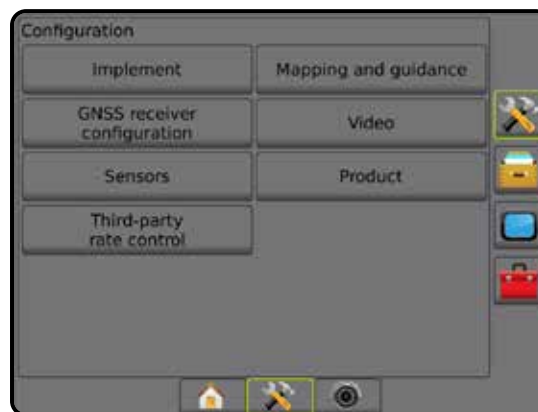 Configuration
Implement
Mapping and guidance
GNSS receiver
configuration
Video
Sensors
Product
Third-party
rate control